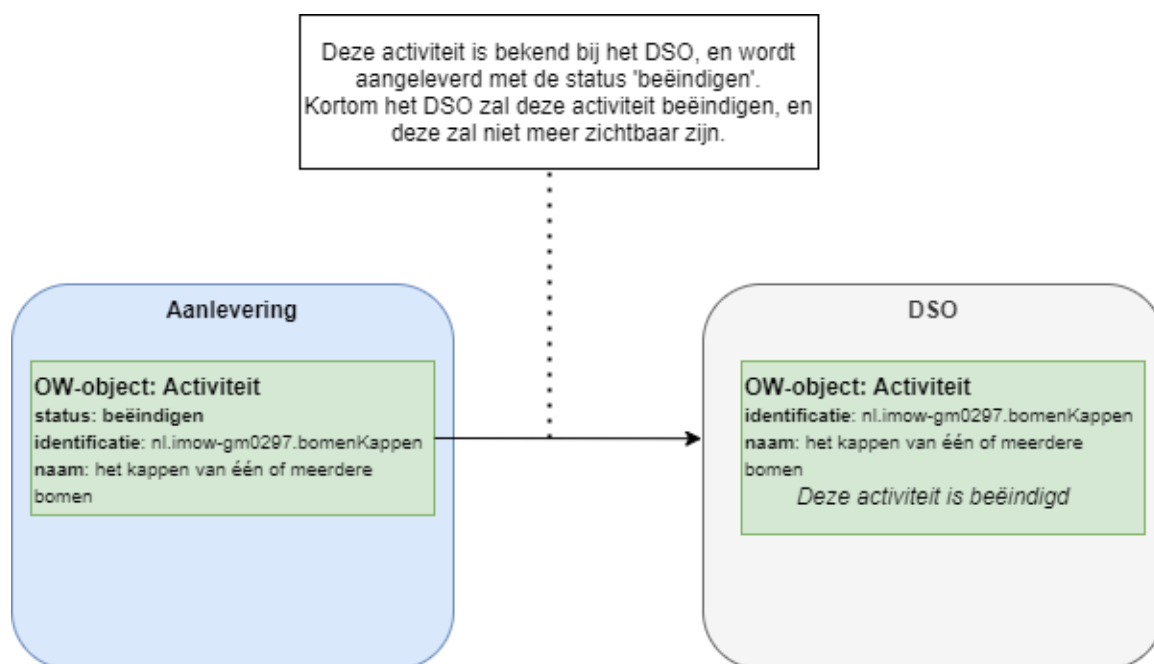 Deze activiteit is bekend bij het DSO, en wordt
aangeleverd met de status 'beëindigen'.
Kortom het DSO zal deze activiteit beëindigen, en
deze zal niet meer zichtbaar zijn.
Aanlevering
OW-object: Activiteit
status: beëindigen
identificatie: nl.imow-gm0297.bomenKappen
naam: het kappen van één of meerdere
bomen
DSO
OW-object: Activiteit
identificatie: nl.imow-gm0297.bomenKappen
naam: het kappen van één of meerdere
bomen
Deze activiteit is beëindigd